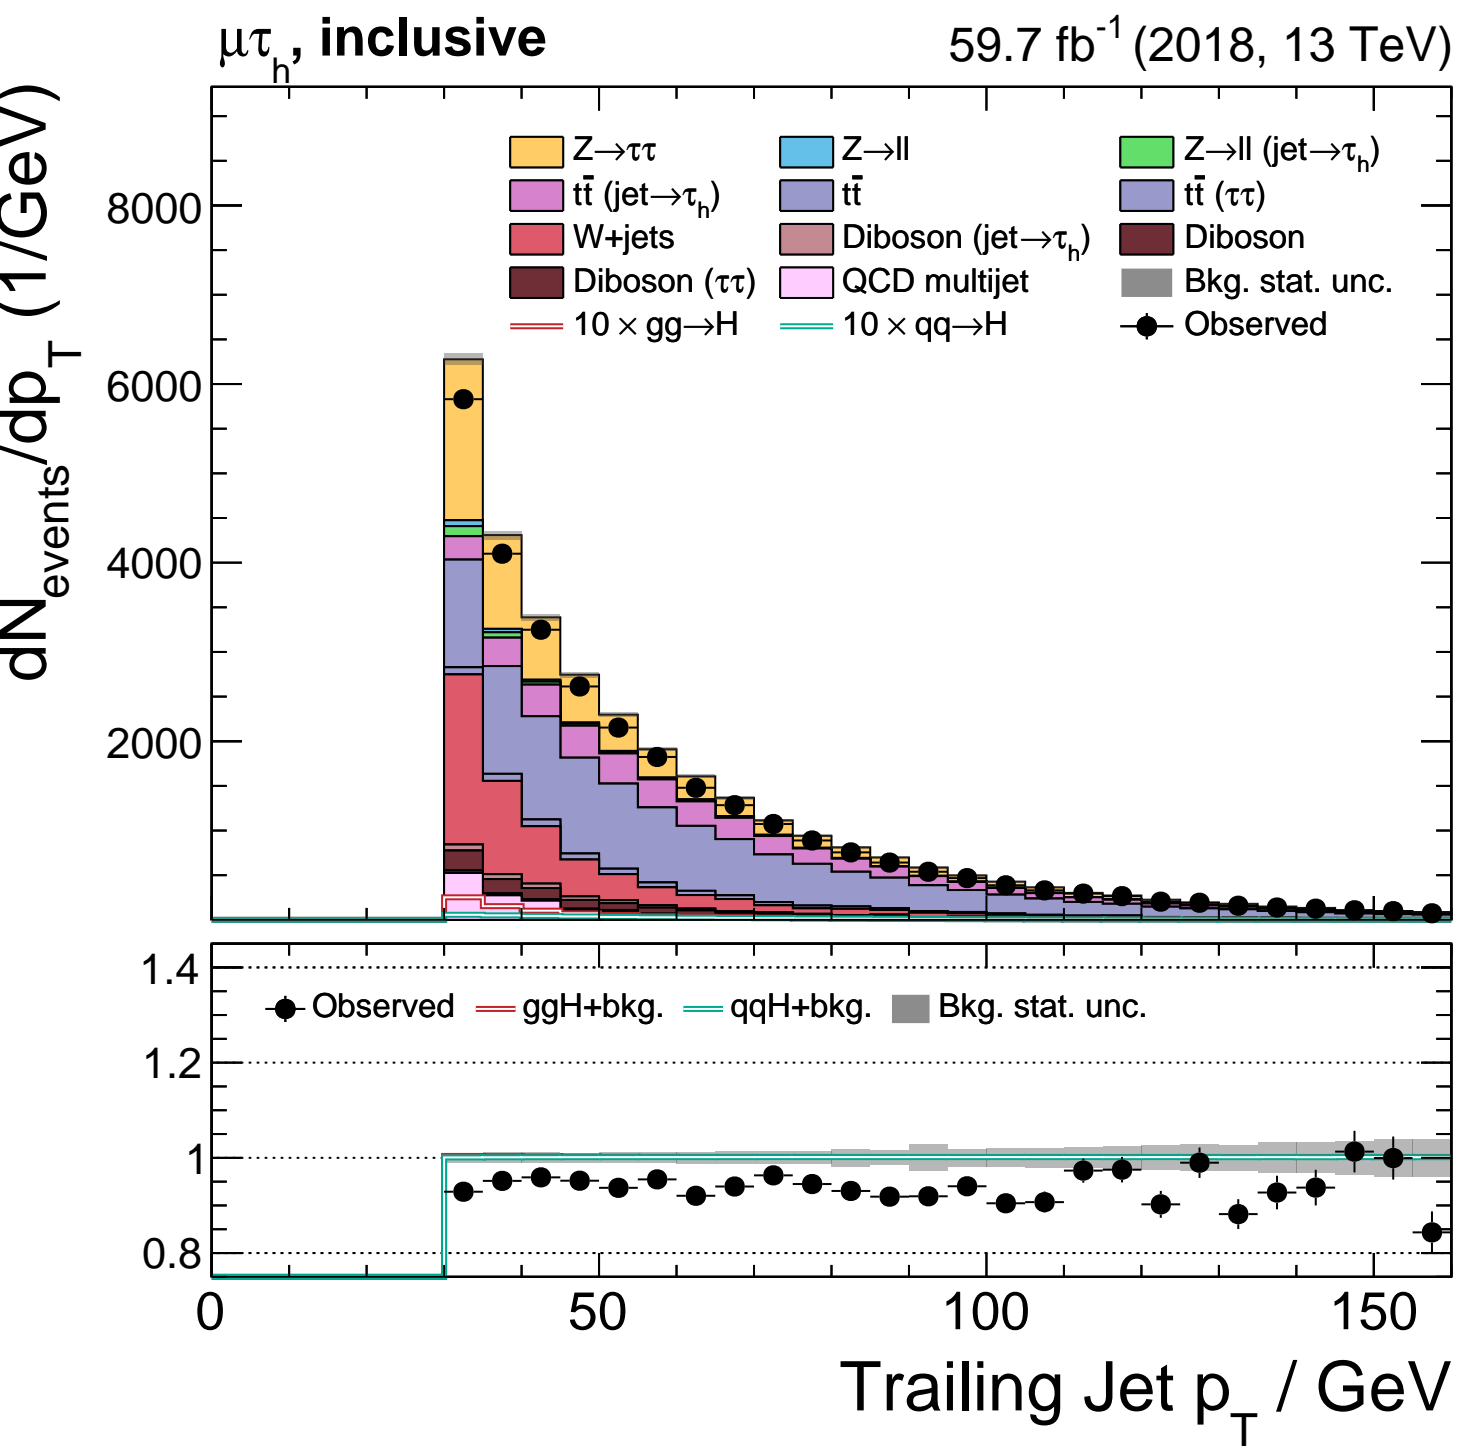 μτh, inclusive
59.7 fb-1 (2018, 13 TeV)
dNevents/dpT (1/GeV)
8000
6000
4000
2000
Z→ττ
Z→ll
Z→ll (jet→τh)
tt̄ (jet→τh)
tt̄
tt̄ (ττ)
W+jets
Diboson (jet→τh)
Diboson
Diboson (ττ)
QCD multijet
Bkg. stat. unc.
10 × gg→H
10 × qq→H
Observed
1.4
1.2
1
0.8
Observed
ggH+bkg.
qqH+bkg.
Bkg. stat. unc.
0
50
100
150
Trailing Jet pT / GeV